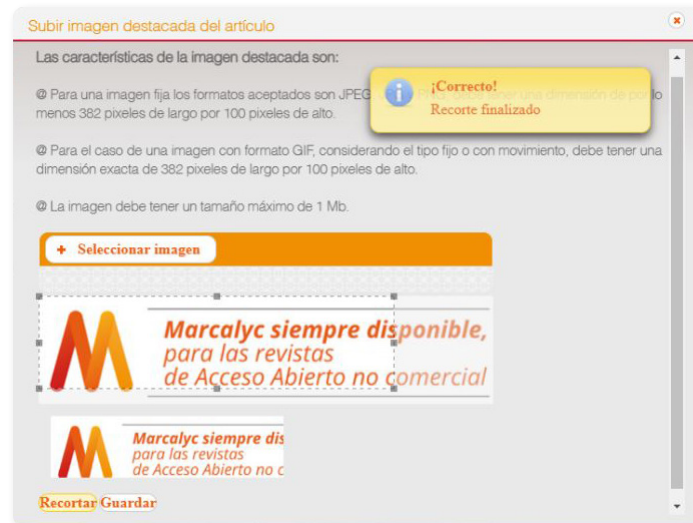 Subir imagen destacada del artículo
Las características de la imagen destacada son:
@ Para una imagen fija los formatos aceptados son JPEG lo
menos 382 pixeles de largo por 100 pixeles de alto.
¡Correcto!
Recorte finalizado
@ Para el caso de una imagen con formato GIF, considerando el tipo fijo o con movimiento, debe tener una
dimensión exacta de 382 pixeles de largo por 100 pixeles de alto.
@ La imagen debe tener un tamaño máximo de 1 Mb.
+ Seleccionar imagen
M
Marcalyc siempre disponible,
para las revistas
de Acceso Abierto no comercial
M
Marcalyc siempre dis
para las revistas
de Acceso Abierto no c
Recortar Guardar